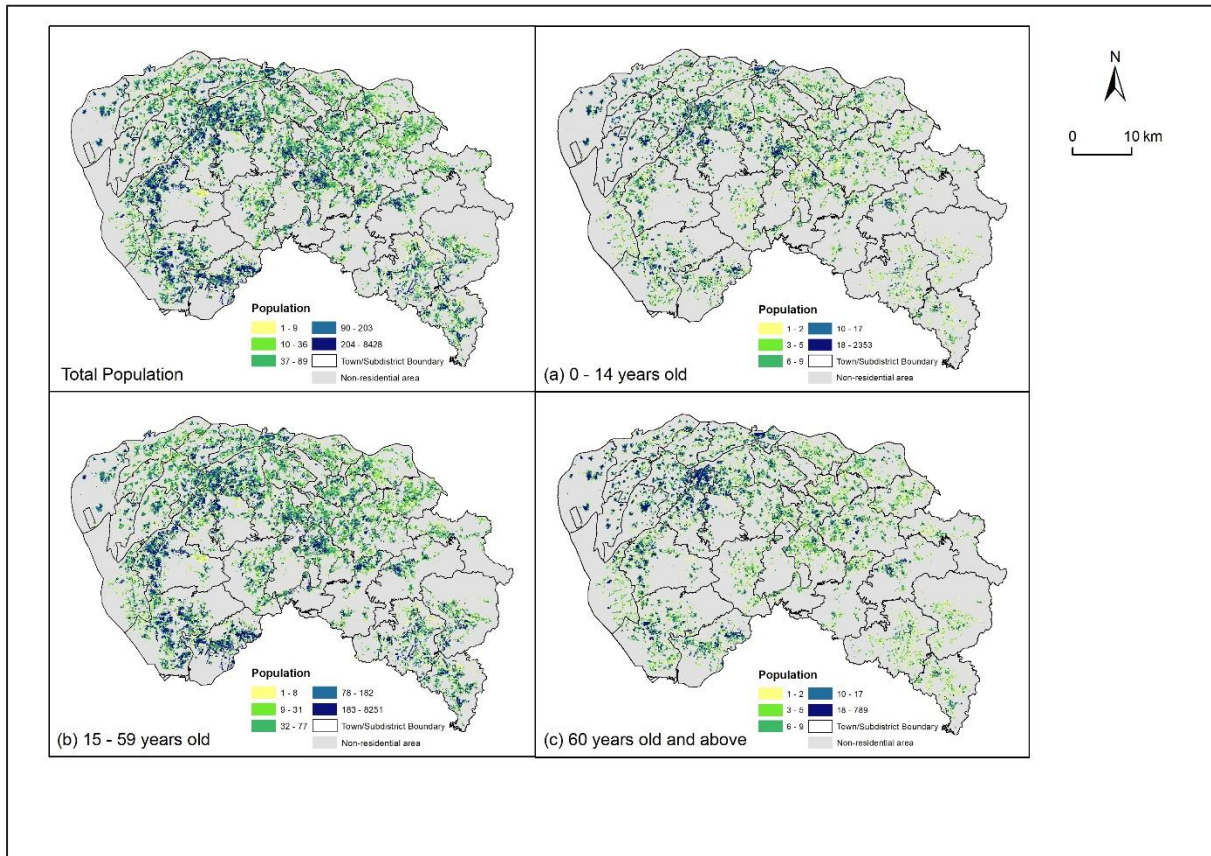 Population
1 - 9
10 - 36
37 - 89
90 - 203
204 - 8428
Town/Subdistrict Boundary
Non-residential area
Total Population
Population
1 - 2
3 - 5
6 - 9
10 - 17
18 - 2353
Town/Subdistrict Boundary
Non-residential area
(a) 0 - 14 years old
N
0 10 km
Population
1 - 8
9 - 31
32 - 77
78 - 182
183 - 8251
Town/Subdistrict Boundary
Non-residential area
(b) 15 - 59 years old
Population
1 - 2
3 - 5
6 - 9
10 - 17
18 - 789
Town/Subdistrict Boundary
Non-residential area
(c) 60 years old and above